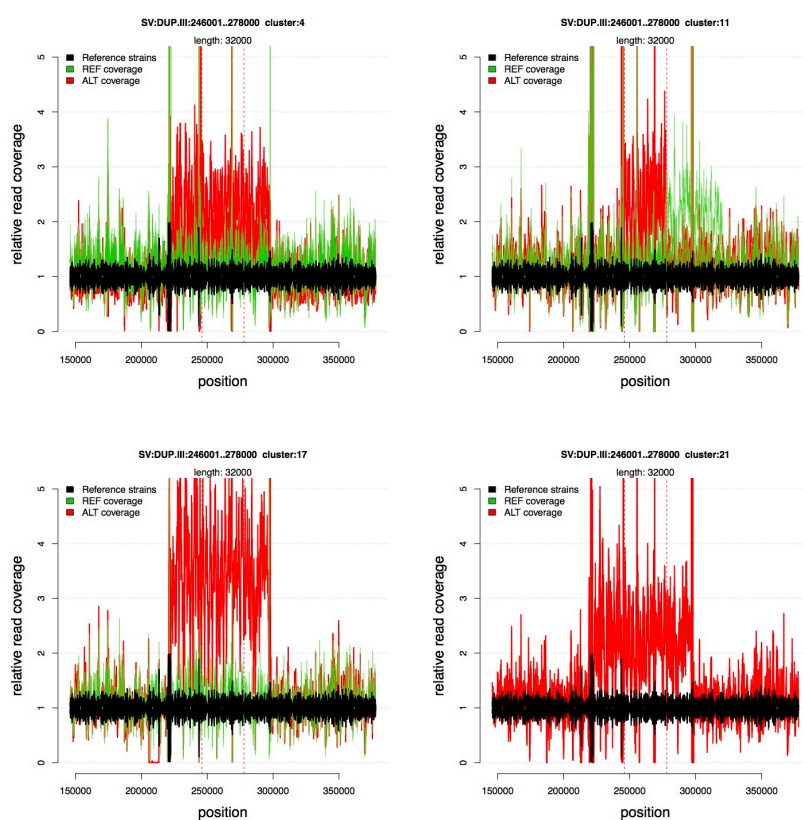 SV:DUP.III:246001..278000 cluster:4
length: 32000
Reference strains
REF coverage
ALT coverage
relative read coverage
0 1 2 3 4 5
150000 200000 250000 300000 350000
position
SV:DUP.III:246001..278000 cluster:11
length: 32000
Reference strains
REF coverage
ALT coverage
relative read coverage
0 1 2 3 4 5
150000 200000 250000 300000 350000
position
SV:DUP.III:246001..278000 cluster:17
length: 32000
Reference strains
REF coverage
ALT coverage
relative read coverage
0 1 2 3 4 5
150000 200000 250000 300000 350000
position
SV:DUP.III:246001..278000 cluster:21
length: 32000
Reference strains
REF coverage
ALT coverage
relative read coverage
0 1 2 3 4 5
150000 200000 250000 300000 350000
position